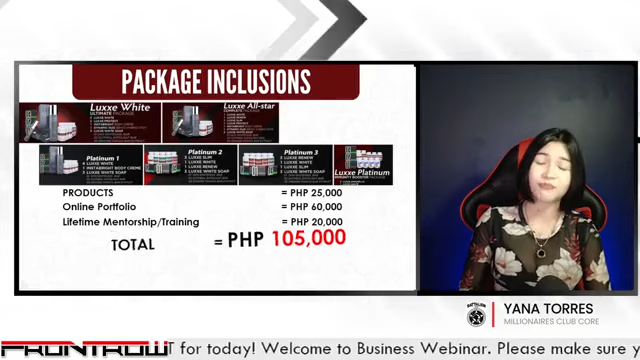 PACKAGE INCLUSIONS
Luxxe White
ULTIMATE PACKAGE
Luxxe All-star
COMPLETE PACKAGE
Platinum 1
Platinum 2
Platinum 3
Luxxe Platinum
PRODUCTS = PHP 25,000
Online Portfolio = PHP 60,000
Lifetime Mentorship/Training = PHP 20,000
TOTAL = PHP 105,000
YANA TORRES
MILLIONAIRES CLUB CORE
FRONTROW T for today! Welcome to Business Webinar. Please make sure y